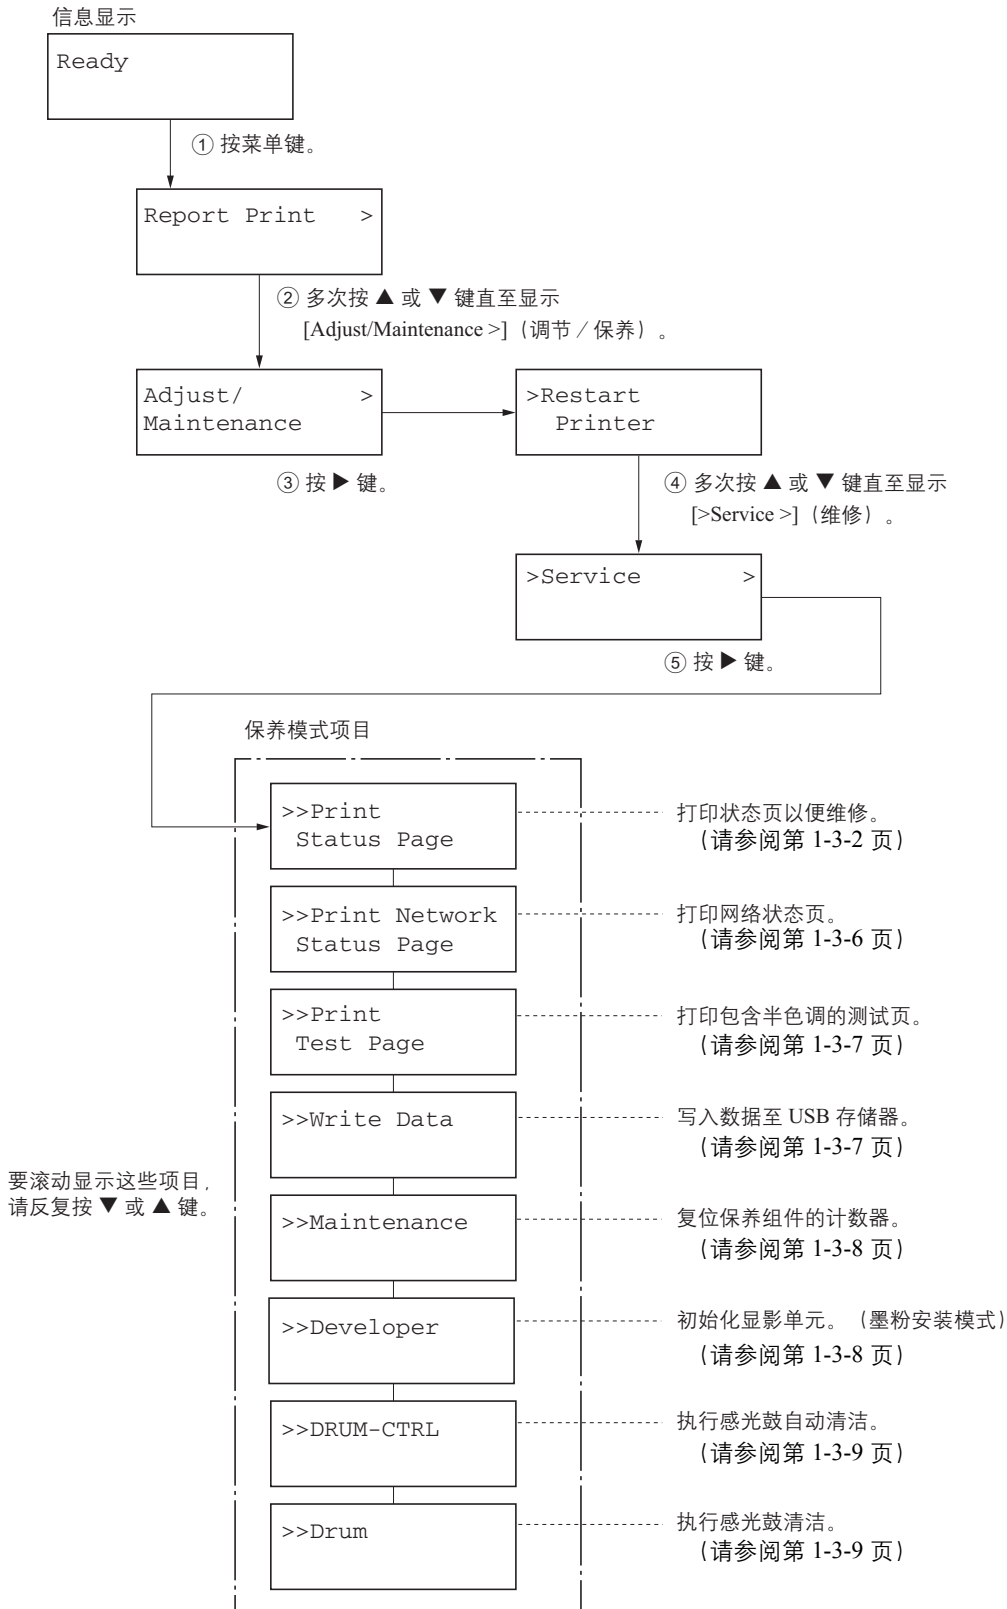 信息显示
Ready
① 按菜单键。
Report Print >
② 多次按 ▲ 或 ▼ 键直至显示
[Adjust/Maintenance >]（调节 / 保养）。
Adjust/ >
Maintenance
>Restart
Printer
③ 按 ▶ 键。
④ 多次按 ▲ 或 ▼ 键直至显示
[>Service >]（维修）。
>Service >
⑤ 按 ▶ 键。
保养模式项目
>>Print
Status Page
打印状态页以便维修。
（请参阅第 1-3-2 页）
>>Print Network
Status Page
打印网络状态页。
（请参阅第 1-3-6 页）
>>Print
Test Page
打印包含半色调的测试页。
（请参阅第 1-3-7 页）
>>Write Data
写入数据至 USB 存储器。
（请参阅第 1-3-7 页）
要滚动显示这些项目，
请反复按 ▼ 或 ▲ 键。
>>Maintenance
复位保养组件的计数器。
（请参阅第 1-3-8 页）
>>Developer
初始化显影单元。（墨粉安装模式）
（请参阅第 1-3-8 页）
>>DRUM-CTRL
执行感光鼓自动清洁。
（请参阅第 1-3-9 页）
>>Drum
执行感光鼓清洁。
（请参阅第 1-3-9 页）